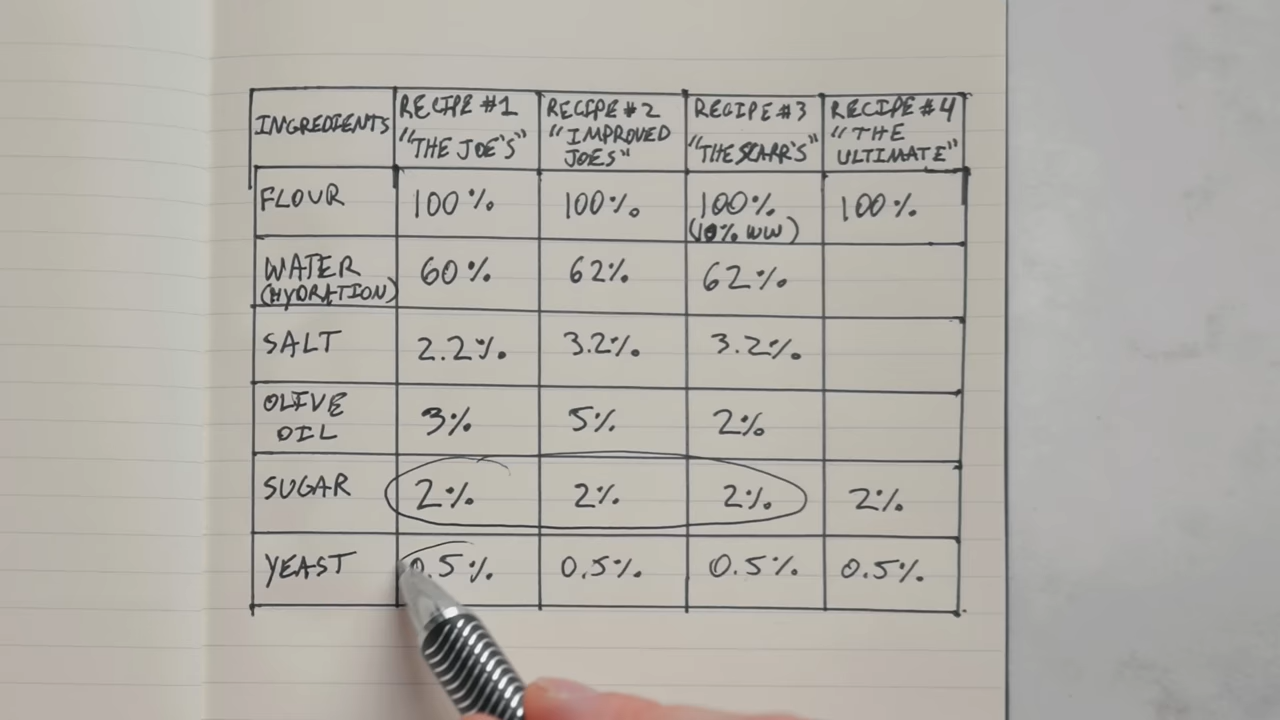 INGREDIENTS
RECIPE #1
"THE JOE'S"
RECIPE #2
"IMPROVED
JOES"
RECIPE #3
"THE SCARR'S"
RECIPE #4
"THE
ULTIMATE"
FLOUR
100%
100%
100%
(10% WW)
100%
WATER
(HYDRATION)
60%
62%
62%
SALT
2.2%
3.2%
3.2%
OLIVE
OIL
3%
5%
2%
SUGAR
2%
2%
2%
2%
YEAST
0.5%
0.5%
0.5%
0.5%